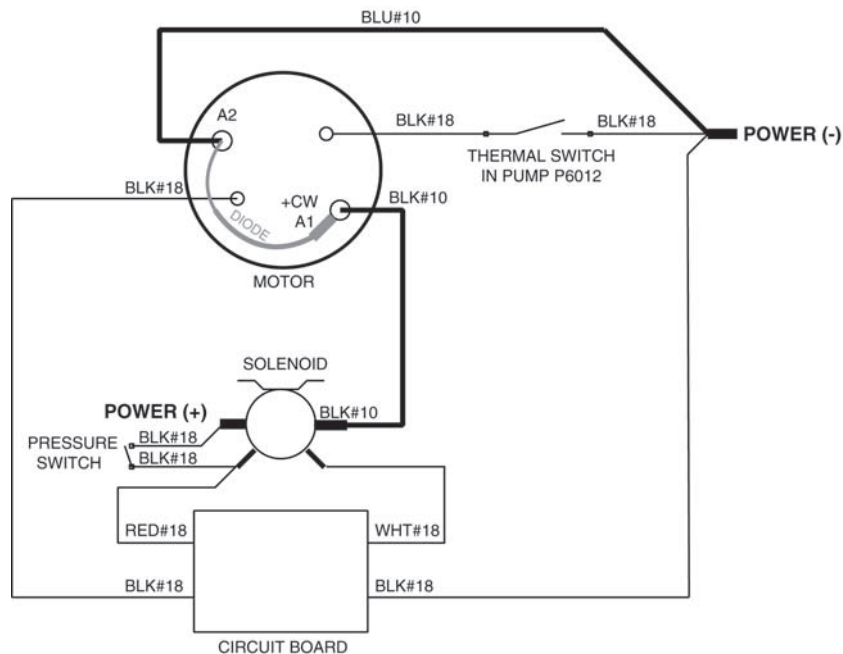 BLU#10
A2
BLK#18
BLK#18
POWER (-)
THERMAL SWITCH
IN PUMP P6012
BLK#18
+CW
A1
BLK#10
DIODE
MOTOR
SOLENOID
POWER (+)
BLK#10
PRESSURE
SWITCH
BLK#18
BLK#18
RED#18
WHT#18
BLK#18
BLK#18
CIRCUIT BOARD